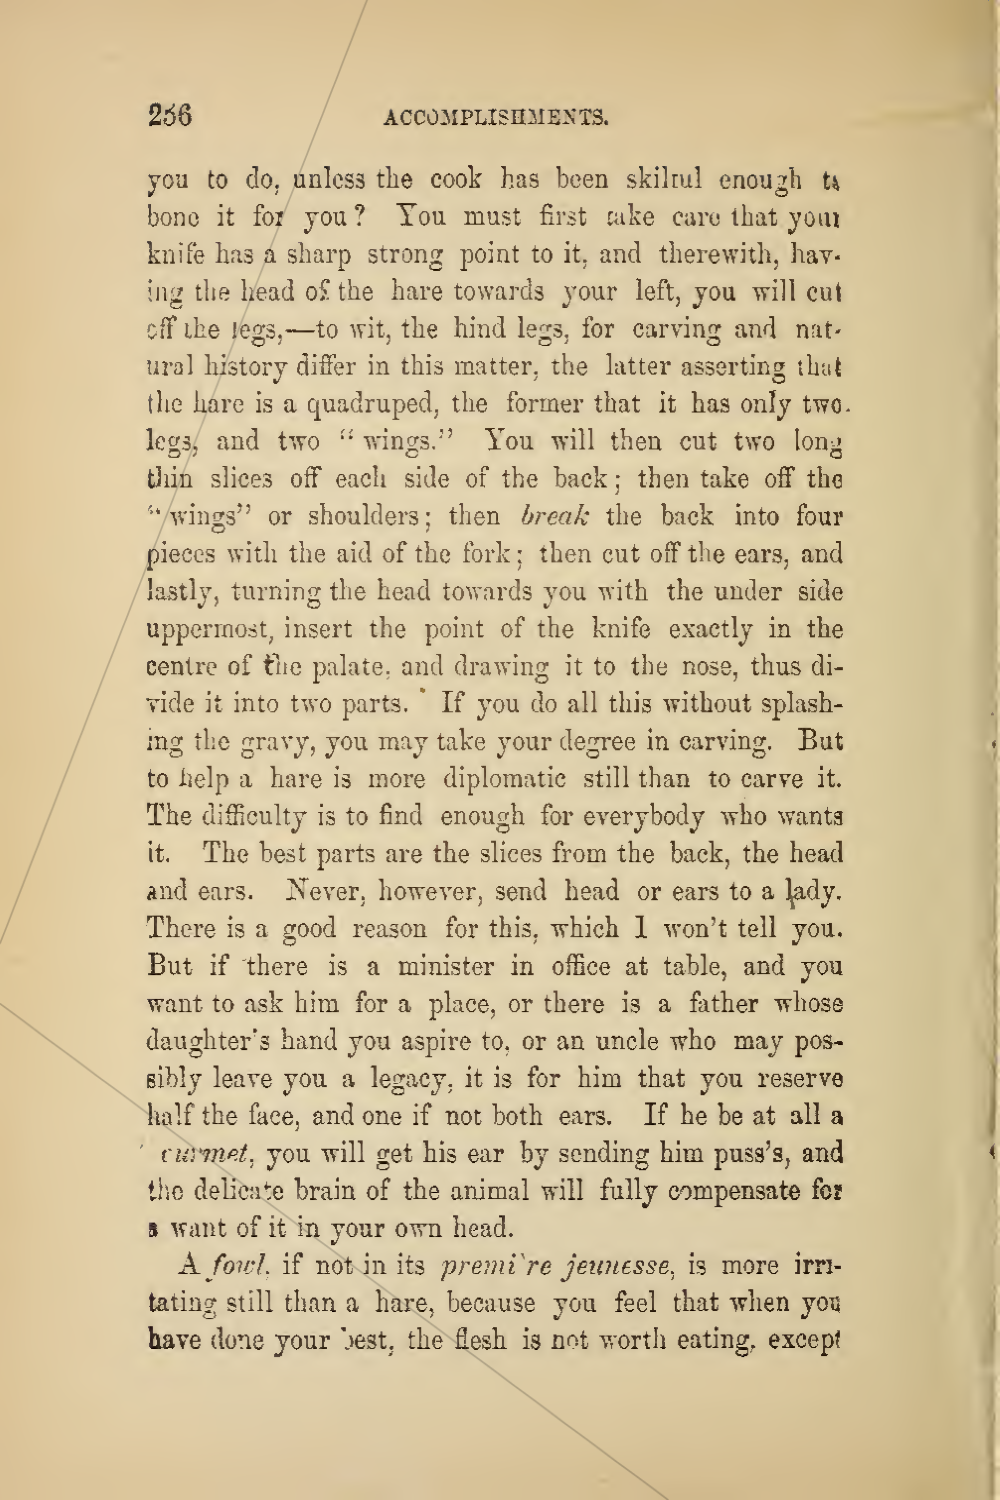 256 ACCOMPLISHMENTS.
you to do, unless the cook has been skilful enough to
bone it for you? You must first take care that your
knife has a sharp strong point to it, and therewith, hav-
ing the head of the hare towards your left, you will cut
off the legs,—to wit, the hind legs, for carving and nat-
ural history differ in this matter, the latter asserting that
the hare is a quadruped, the former that it has only two
legs, and two "wings." You will then cut two long
thin slices off each side of the back; then take off the
"wings" or shoulders; then break the back into four
pieces with the aid of the fork; then cut off the ears, and
lastly, turning the head towards you with the under side
uppermost, insert the point of the knife exactly in the
centre of the palate, and drawing it to the nose, thus di-
vide it into two parts. If you do all this without splash-
ing the gravy, you may take your degree in carving. But
to help a hare is more diplomatic still than to carve it.
The difficulty is to find enough for everybody who wants
it. The best parts are the slices from the back, the head
and ears. Never, however, send head or ears to a lady.
There is a good reason for this, which I won't tell you.
But if there is a minister in office at table, and you
want to ask him for a place, or there is a father whose
daughter's hand you aspire to, or an uncle who may pos-
sibly leave you a legacy, it is for him that you reserve
half the face, and one if not both ears. If he be at all a
you will get his ear by sending him puss's, and
the delicate brain of the animal will fully compensate for
a want of it in your own head.
A fowl, if not in its premi're jeunesse, is more irri-
tating still than a hare, because you feel that when you
have done your best, the flesh is not worth eating, except